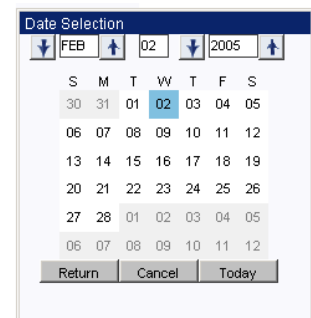 Date Selection
FEB 02 2005
S M T W T F S
30 31 01 02 03 04 05
06 07 08 09 10 11 12
13 14 15 16 17 18 19
20 21 22 23 24 25 26
27 28 01 02 03 04 05
06 07 08 09 10 11 12
Return Cancel Today